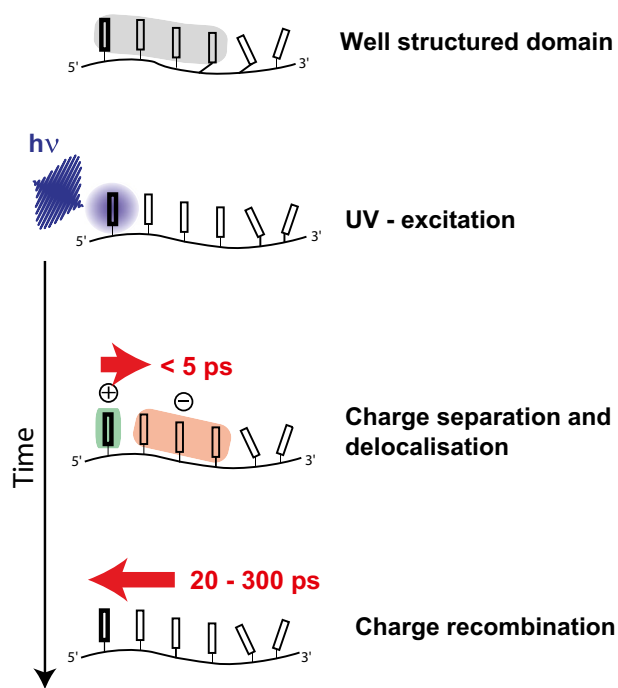 5' 3' Well structured domain
hν
5' 3' UV - excitation
< 5 ps
+ −
Charge separation and
delocalisation
5' 3'
Time
20 - 300 ps
Charge recombination
5' 3'